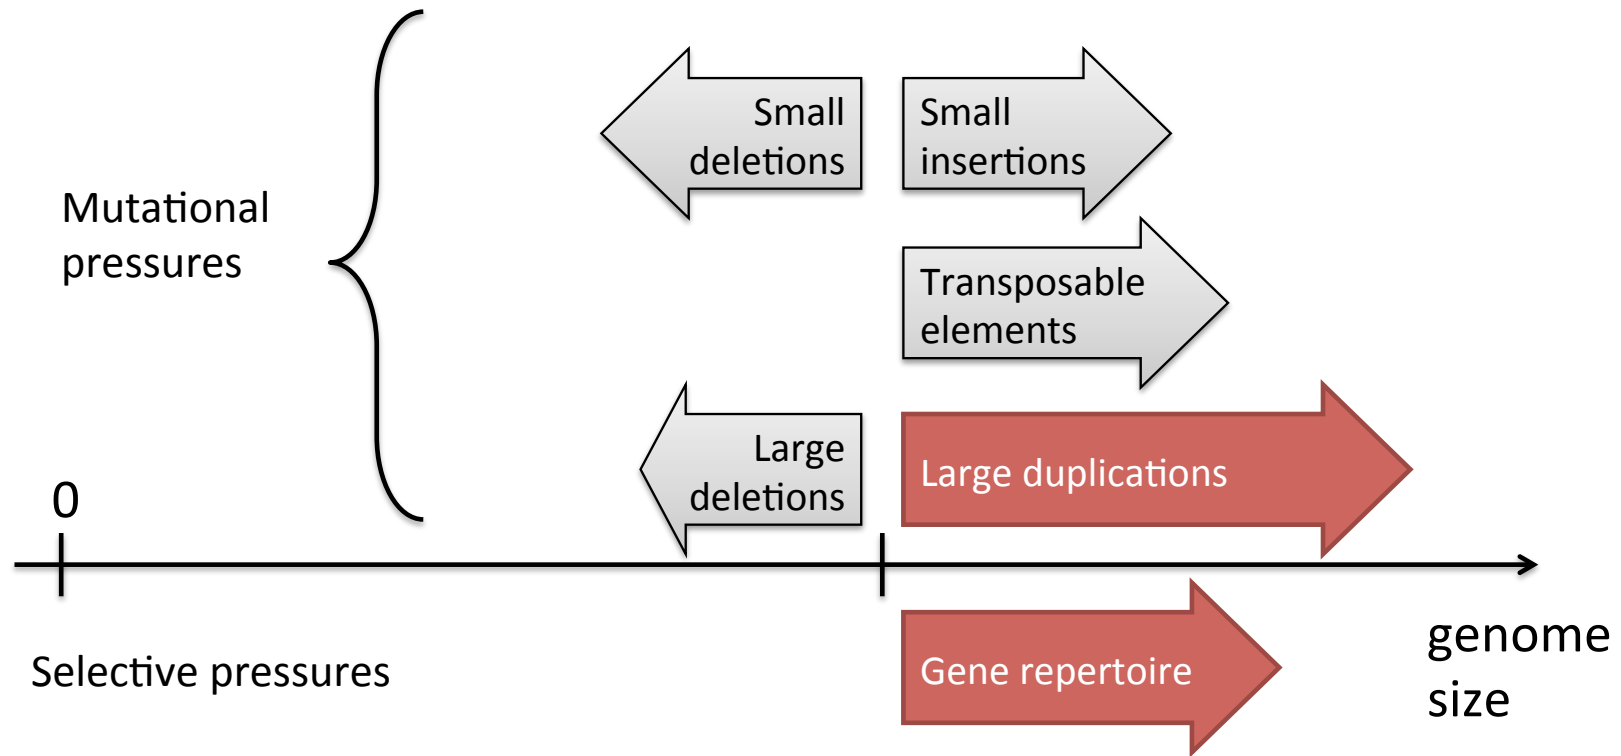 Small
deletions
Small
insertions
Mutational
pressures
Transposable
elements
Large
deletions
Large duplications
0
Selective pressures
Gene repertoire
genome
size